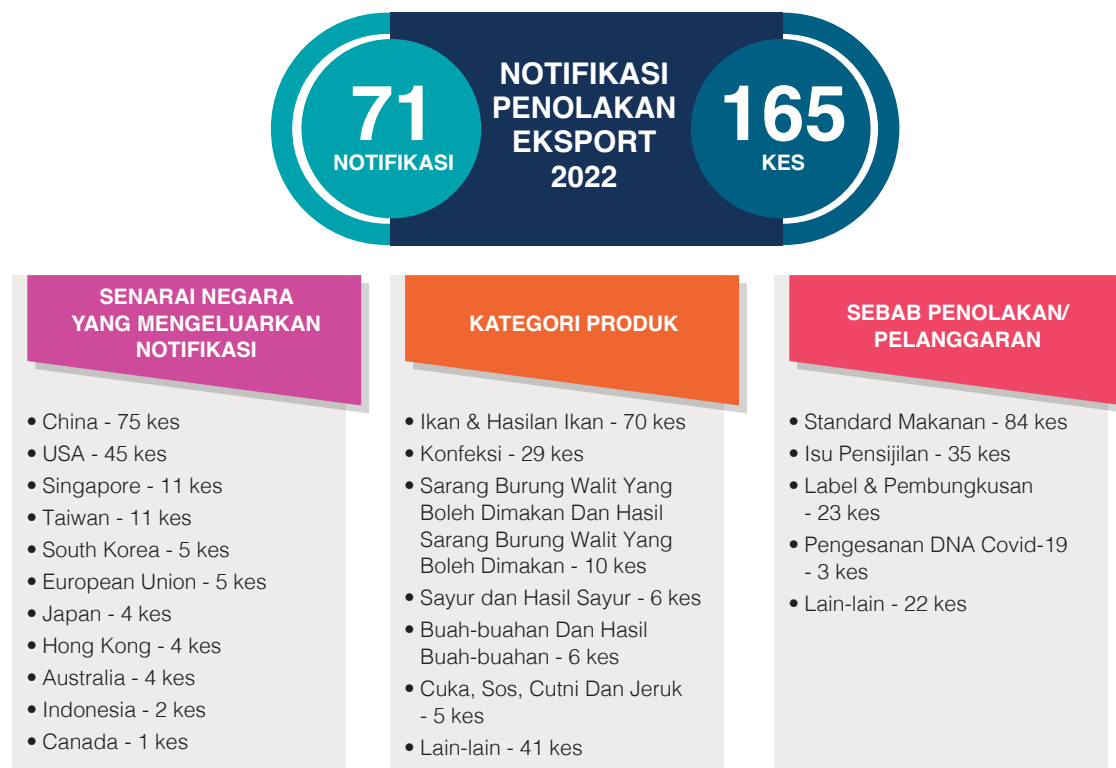 71
NOTIFIKASI
NOTIFIKASI
PENOLAKAN
EKSPORT
2022
165
KES
SENARAI NEGARA
YANG MENGELUARKAN
NOTIFIKASI
• China - 75 kes
• USA - 45 kes
• Singapore - 11 kes
• Taiwan - 11 kes
• South Korea - 5 kes
• European Union - 5 kes
• Japan - 4 kes
• Hong Kong - 4 kes
• Australia - 4 kes
• Indonesia - 2 kes
• Canada - 1 kes
KATEGORI PRODUK
• Ikan & Hasilan Ikan - 70 kes
• Konfeksi - 29 kes
• Sarang Burung Walit Yang
Boleh Dimakan Dan Hasil
Sarang Burung Walit Yang
Boleh Dimakan - 10 kes
• Sayur dan Hasil Sayur - 6 kes
• Buah-buahan Dan Hasil
Buah-buahan - 6 kes
• Cuka, Sos, Cutni Dan Jeruk
- 5 kes
• Lain-lain - 41 kes
SEBAB PENOLAKAN/
PELANGGARAN
• Standard Makanan - 84 kes
• Isu Pensijilan - 35 kes
• Label & Pembungkusan
- 23 kes
• Pengesanan DNA Covid-19
- 3 kes
• Lain-lain - 22 kes